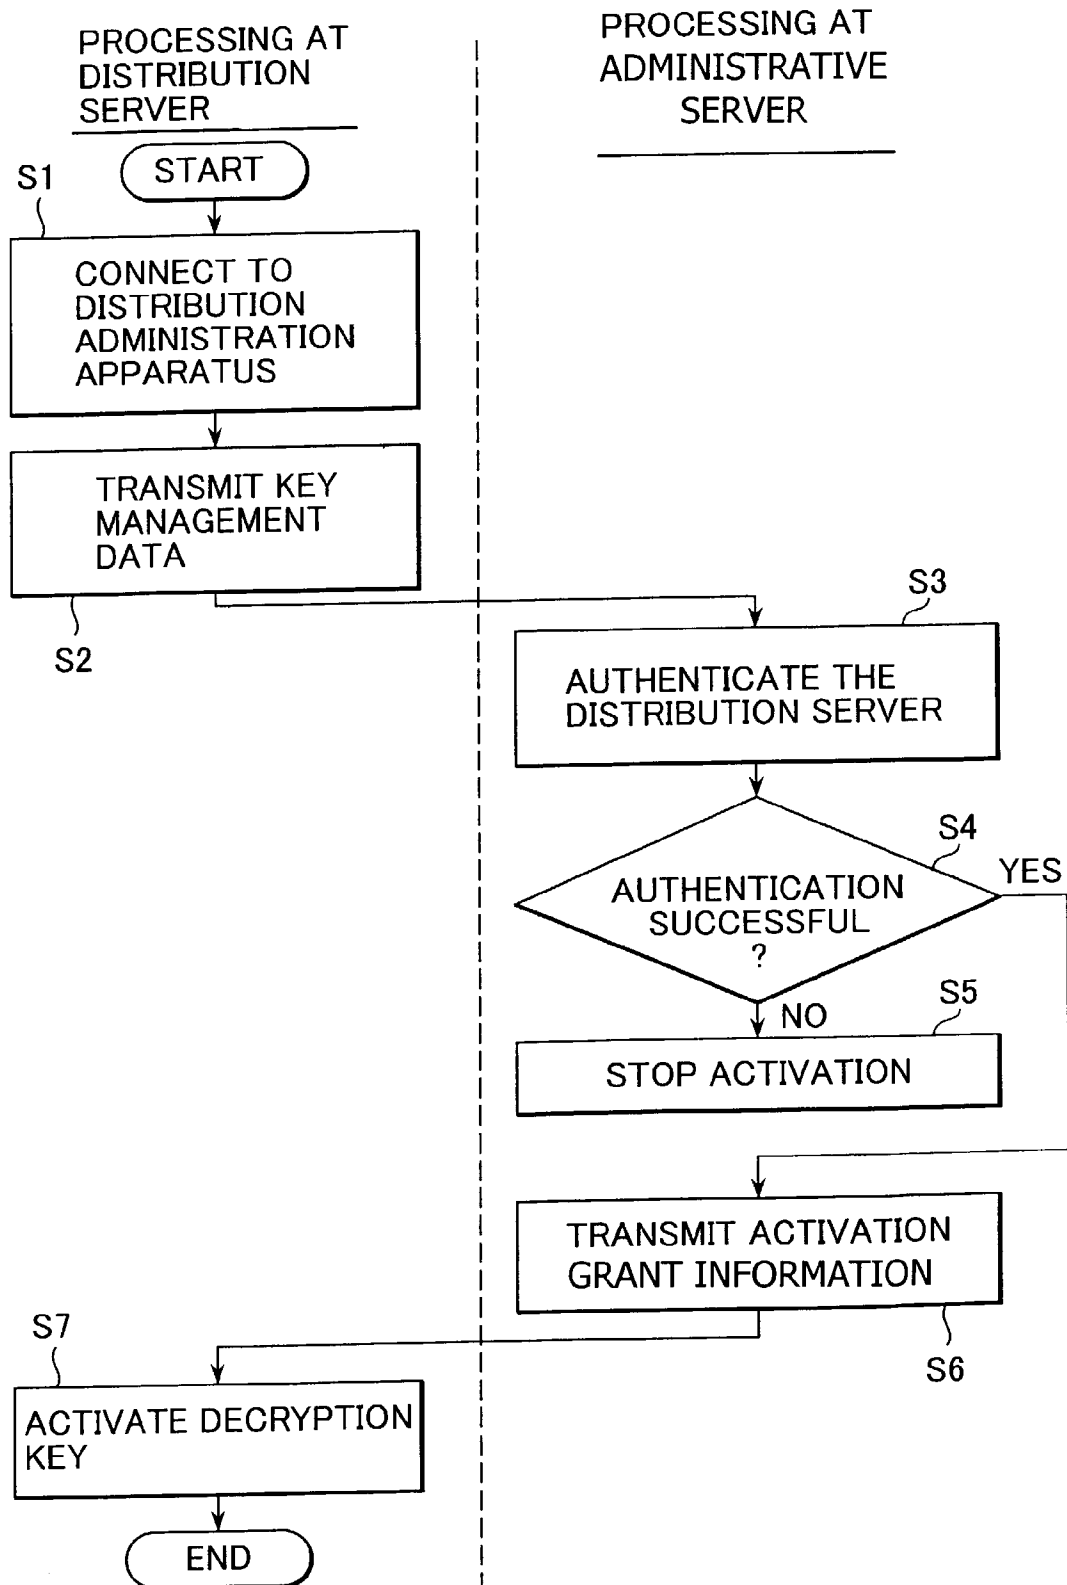 PROCESSING AT
DISTRIBUTION
SERVER
PROCESSING AT
ADMINISTRATIVE
SERVER
START
S1
CONNECT TO
DISTRIBUTION
ADMINISTRATION
APPARATUS
TRANSMIT KEY
MANAGEMENT
DATA
S2
S3
AUTHENTICATE THE
DISTRIBUTION SERVER
S4
YES
AUTHENTICATION
SUCCESSFUL
?
NO
S5
STOP ACTIVATION
TRANSMIT ACTIVATION
GRANT INFORMATION
S6
S7
ACTIVATE DECRYPTION
KEY
END